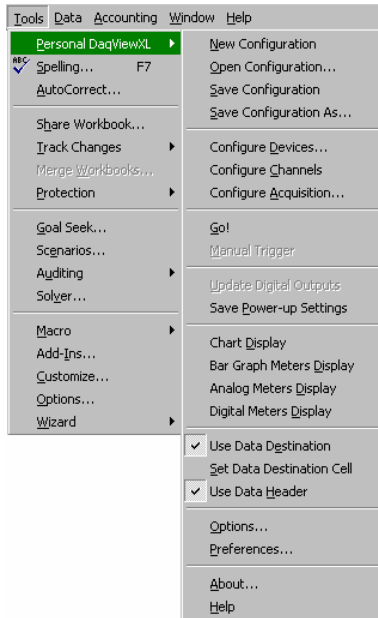 Tools Data Accounting Window Help
Personal DaqViewXL
ABC Spelling... F7
AutoCorrect...
Share Workbook...
Track Changes
Merge Workbooks...
Protection
Goal Seek...
Scenarios...
Auditing
Solver...
Macro
Add-Ins...
Customize...
Options...
Wizard
New Configuration
Open Configuration...
Save Configuration
Save Configuration As...
Configure Devices...
Configure Channels
Configure Acquisition...
Go!
Manual Trigger
Update Digital Outputs
Save Power-up Settings
Chart Display
Bar Graph Meters Display
Analog Meters Display
Digital Meters Display
Use Data Destination
Set Data Destination Cell
Use Data Header
Options...
Preferences...
About...
Help